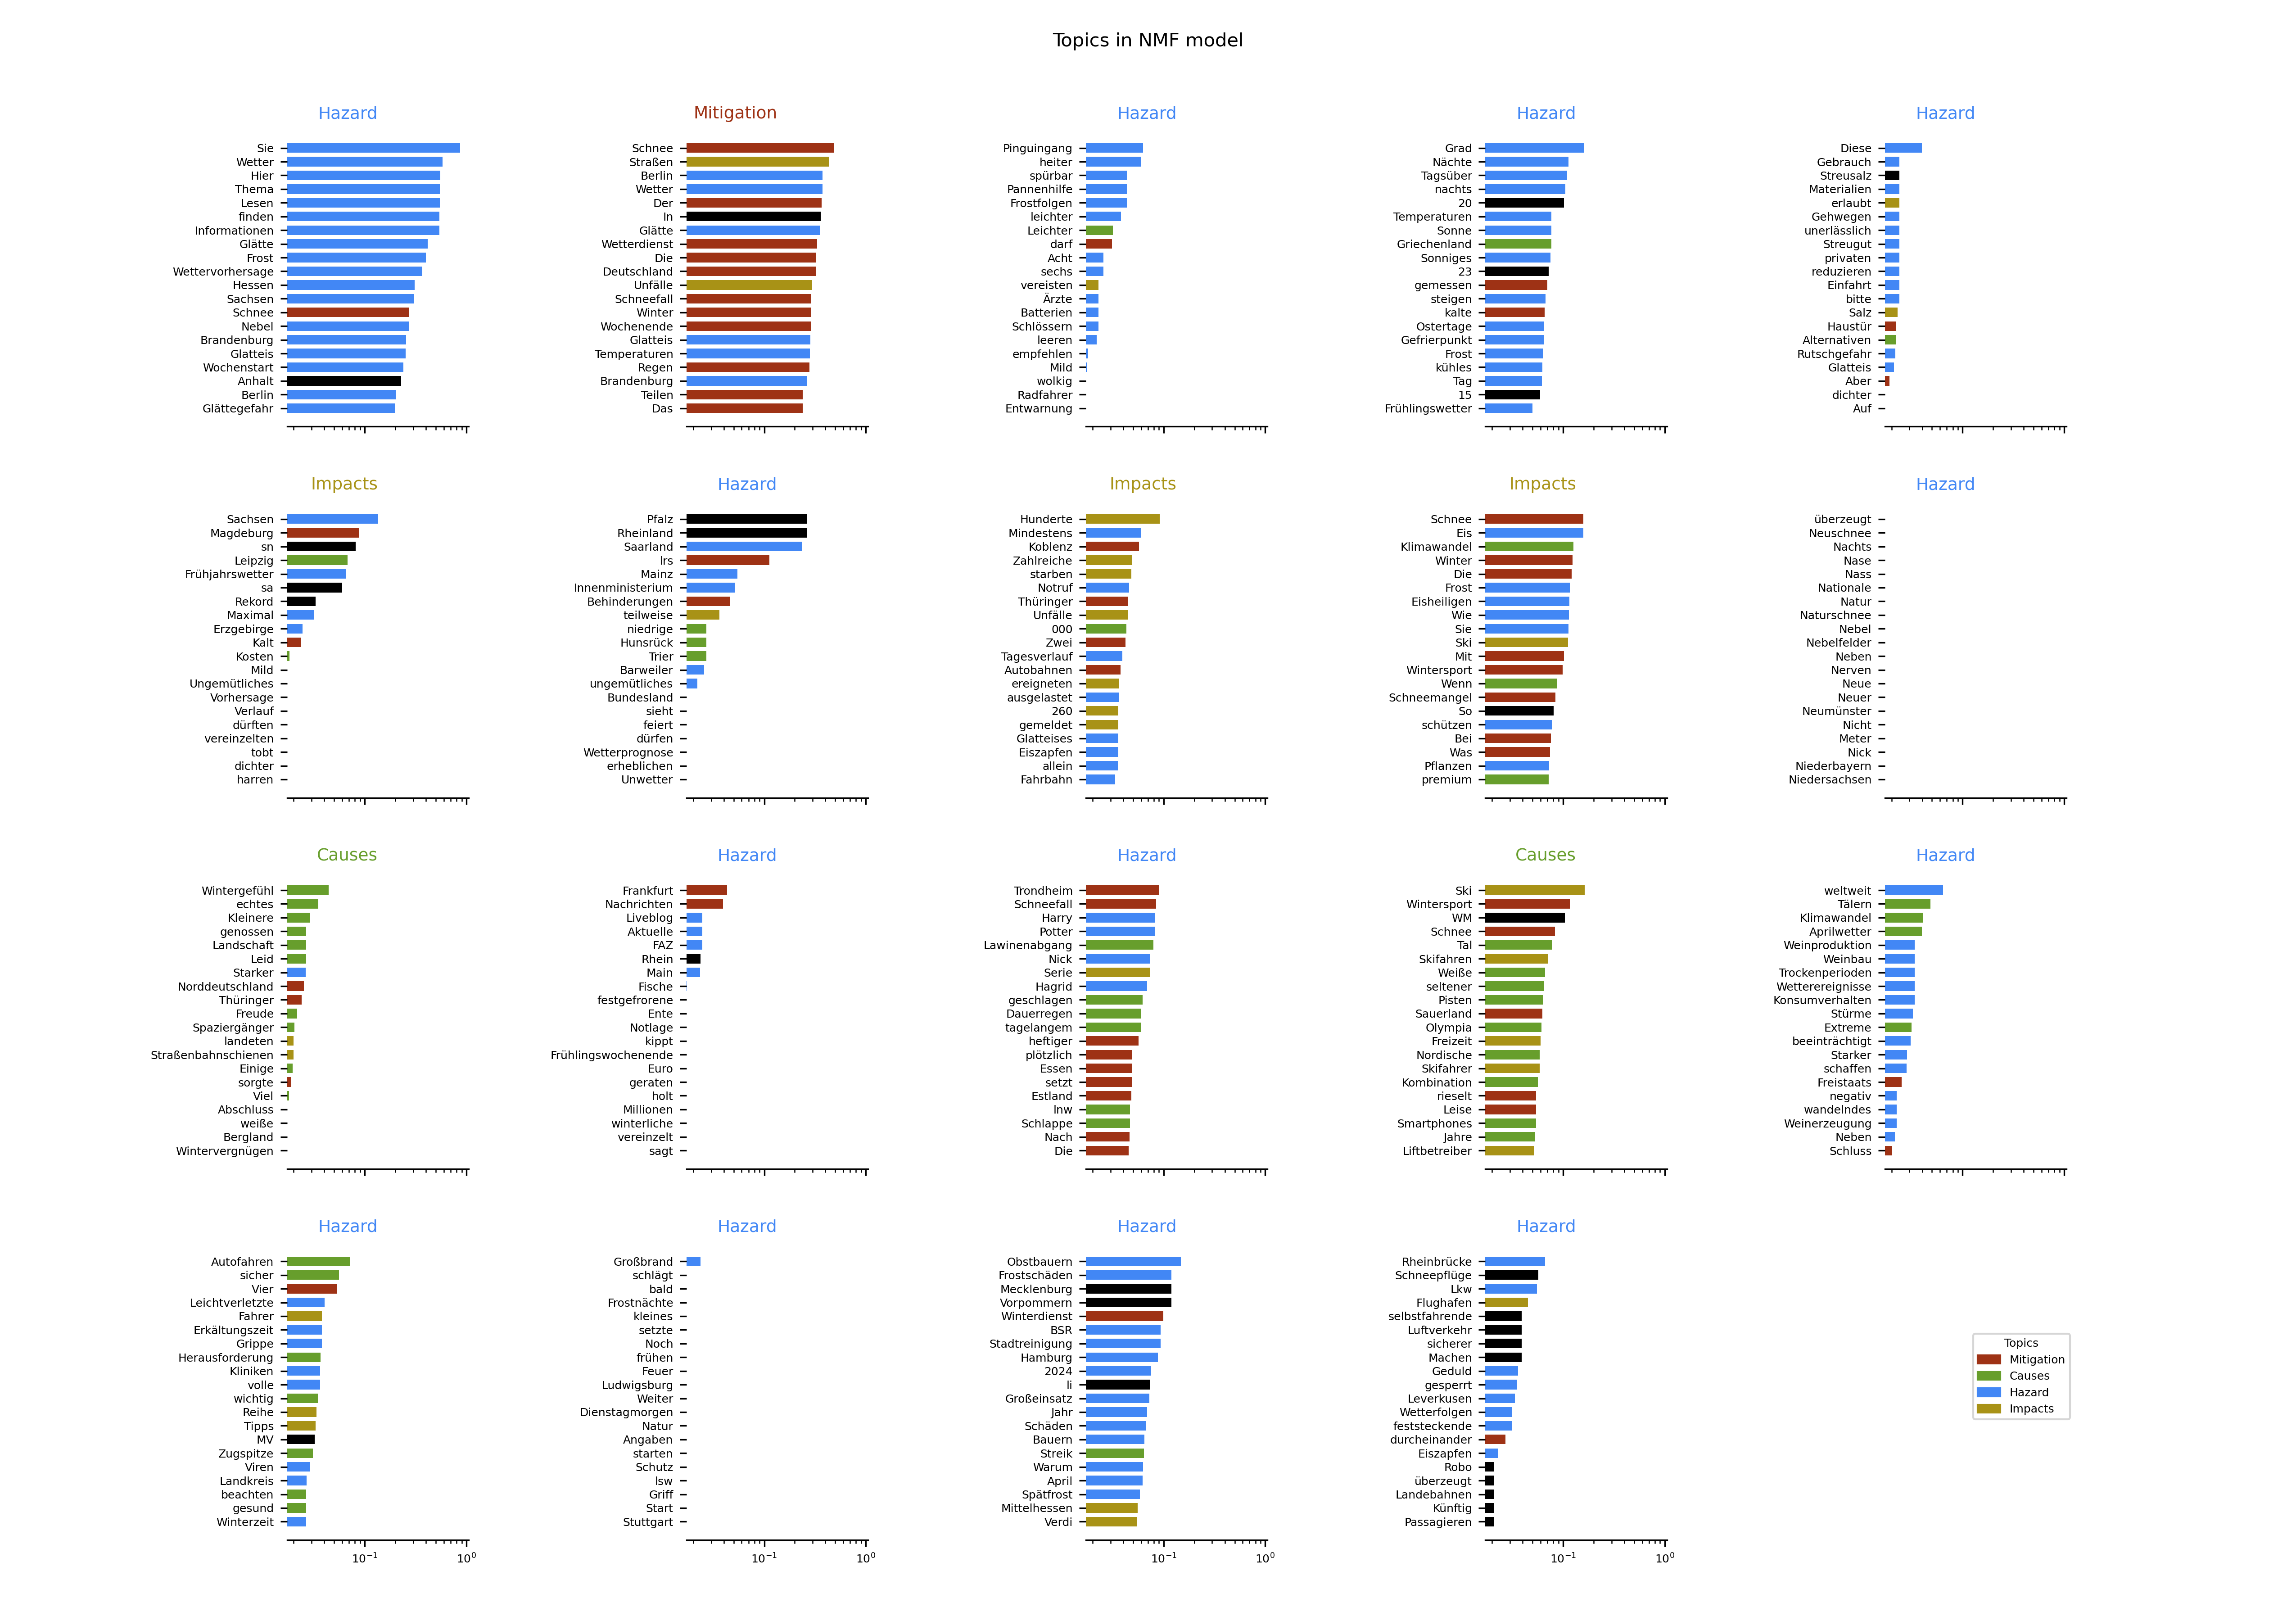 Topics in NMF model
Hazard
Sie
Wetter
Hier
Thema
Lesen
finden
Informationen
Glätte
Frost
Wettervorhersage
Hessen
Sachsen
Schnee
Nebel
Brandenburg
Glatteis
Wochenstart
Anhalt
Berlin
Glättegefahr
Mitigation
Schnee
Straßen
Berlin
Wetter
Der
In
Glätte
Wetterdienst
Die
Deutschland
Unfälle
Schneefall
Winter
Wochenende
Glatteis
Temperaturen
Regen
Brandenburg
Teilen
Das
Hazard
Pinguingang
heiter
spürbar
Pannenhilfe
Frostfolgen
leichter
Leichter
darf
Acht
sechs
vereisten
Ärzte
Batterien
Schlössern
leeren
empfehlen
Mild
wolkig
Radfahrer
Entwarnung
Hazard
Grad
Nächte
Tagsüber
nachts
20
Temperaturen
Sonne
Griechenland
Sonniges
23
gemessen
steigen
kalte
Ostertage
Gefrierpunkt
Frost
kühles
Tag
15
Frühlingswetter
Hazard
Diese
Gebrauch
Streusalz
Materialien
erlaubt
Gehwegen
unerlässlich
Streugut
privaten
reduzieren
Einfahrt
bitte
Salz
Haustür
Alternativen
Rutschgefahr
Glatteis
Aber
dichter
Auf
Impacts
Sachsen
Magdeburg
sn
Leipzig
Frühjahrswetter
sa
Rekord
Maximal
Erzgebirge
Kalt
Kosten
Mild
Ungemütliches
Vorhersage
Verlauf
dürften
vereinzelten
tobt
dichter
harren
Hazard
Pfalz
Rheinland
Saarland
lrs
Mainz
Innenministerium
Behinderungen
teilweise
niedrige
Hunsrück
Trier
Barweiler
ungemütliches
Bundesland
sieht
feiert
dürfen
Wetterprognose
erheblichen
Unwetter
Impacts
Hunderte
Mindestens
Koblenz
Zahlreiche
starben
Notruf
Thüringer
Unfälle
000
Zwei
Tagesverlauf
Autobahnen
ereigneten
ausgelastet
260
gemeldet
Glatteises
Eiszapfen
allein
Fahrbahn
Impacts
Schnee
Eis
Klimawandel
Winter
Die
Frost
Eisheiligen
Wie
Sie
Ski
Mit
Wintersport
Wenn
Schneemangel
So
schützen
Bei
Was
Pflanzen
premium
Hazard
überzeugt
Neuschnee
Nachts
Nase
Nass
Nationale
Natur
Naturschnee
Nebel
Nebelfelder
Neben
Nerven
Neue
Neuer
Neumünster
Nicht
Meter
Nick
Niederbayern
Niedersachsen
Causes
Wintergefühl
echtes
Kleinere
genossen
Landschaft
Leid
Starker
Norddeutschland
Thüringer
Freude
Spaziergänger
landeten
Straßenbahnschienen
Einige
sorgte
Viel
Abschluss
weiße
Bergland
Wintervergnügen
Hazard
Frankfurt
Nachrichten
Liveblog
Aktuelle
FAZ
Rhein
Main
Fische
festgefrorene
Ente
Notlage
kippt
Frühlingswochenende
Euro
geraten
holt
Millionen
winterliche
vereinzelt
sagt
Hazard
Trondheim
Schneefall
Harry
Potter
Lawinenabgang
Nick
Serie
Hagrid
geschlagen
Dauerregen
tagelangem
heftiger
plötzlich
Essen
setzt
Estland
lnw
Schlappe
Nach
Die
Causes
Ski
Wintersport
WM
Schnee
Tal
Skifahren
Weiße
seltener
Pisten
Sauerland
Olympia
Freizeit
Nordische
Skifahrer
Kombination
rieselt
Leise
Smartphones
Jahre
Liftbetreiber
Hazard
weltweit
Tälern
Klimawandel
Aprilwetter
Weinproduktion
Weinbau
Trockenperioden
Wetterereignisse
Konsumverhalten
Stürme
Extreme
beeinträchtigt
Starker
schaffen
Freistaats
negativ
wandelndes
Weinerzeugung
Neben
Schluss
Hazard
Autofahren
sicher
Vier
Leichtverletzte
Fahrer
Erkältungszeit
Grippe
Herausforderung
Kliniken
volle
wichtig
Reihe
Tipps
MV
Zugspitze
Viren
Landkreis
beachten
gesund
Winterzeit
10⁻¹ 10⁰
Hazard
Großbrand
schlägt
bald
Frostnächte
kleines
setzte
Noch
frühen
Feuer
Ludwigsburg
Weiter
Dienstagmorgen
Natur
Angaben
starten
Schutz
lsw
Griff
Start
Stuttgart
10⁻¹ 10⁰
Hazard
Obstbauern
Frostschäden
Mecklenburg
Vorpommern
Winterdienst
BSR
Stadtreinigung
Hamburg
2024
li
Großeinsatz
Jahr
Schäden
Bauern
Streik
Warum
April
Spätfrost
Mittelhessen
Verdi
10⁻¹ 10⁰
Hazard
Rheinbrücke
Schneepflüge
Lkw
Flughafen
selbstfahrende
Luftverkehr
sicherer
Machen
Geduld
gesperrt
Leverkusen
Wetterfolgen
feststeckende
durcheinander
Eiszapfen
Robo
überzeugt
Landebahnen
Künftig
Passagieren
10⁻¹ 10⁰
Topics
Mitigation
Causes
Hazard
Impacts